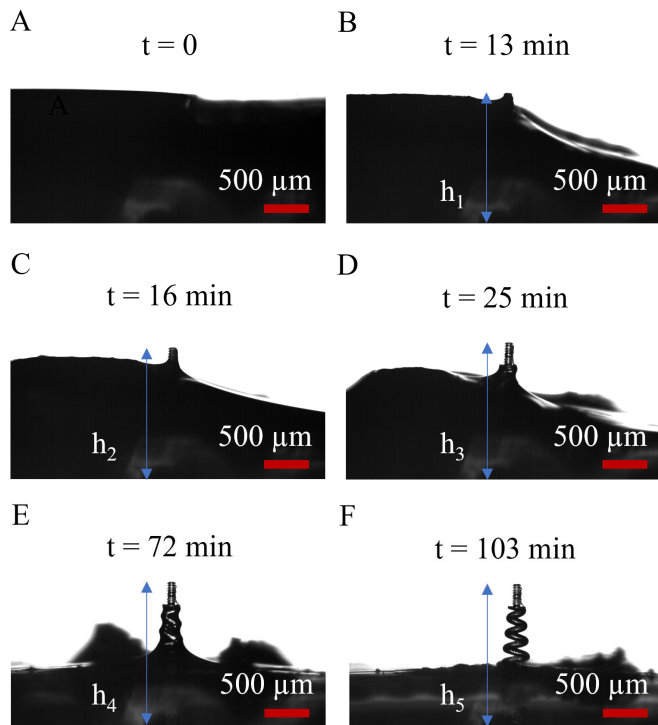 A
t = 0
A
500 µm
B
t = 13 min
h1
500 µm
C
t = 16 min
h2
500 µm
D
t = 25 min
h3
500 µm
E
t = 72 min
h4
500 µm
F
t = 103 min
h5
500 µm